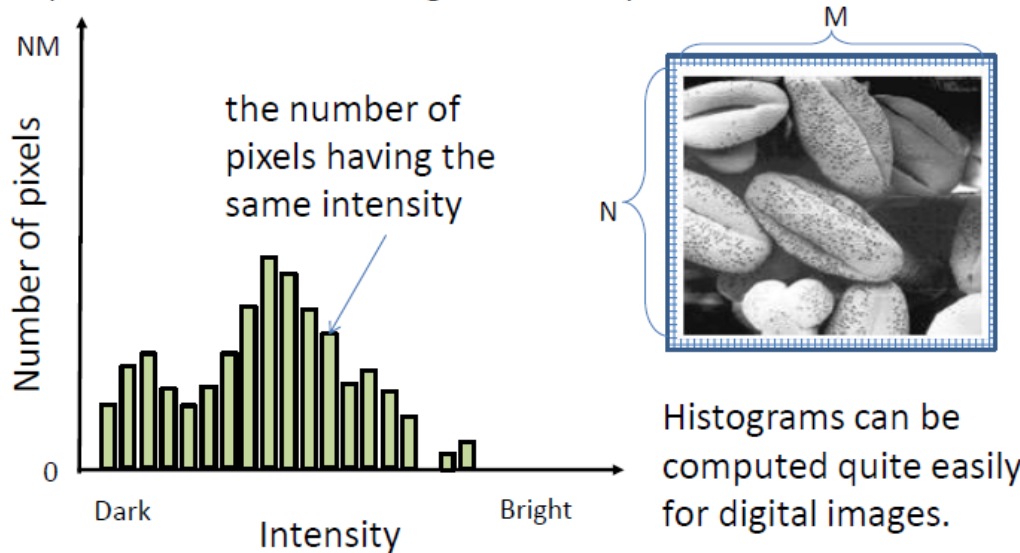 NM
Number of pixels
the number of
pixels having the
same intensity
0
Dark
Bright
Intensity
M
N
Histograms can be
computed quite easily
for digital images.